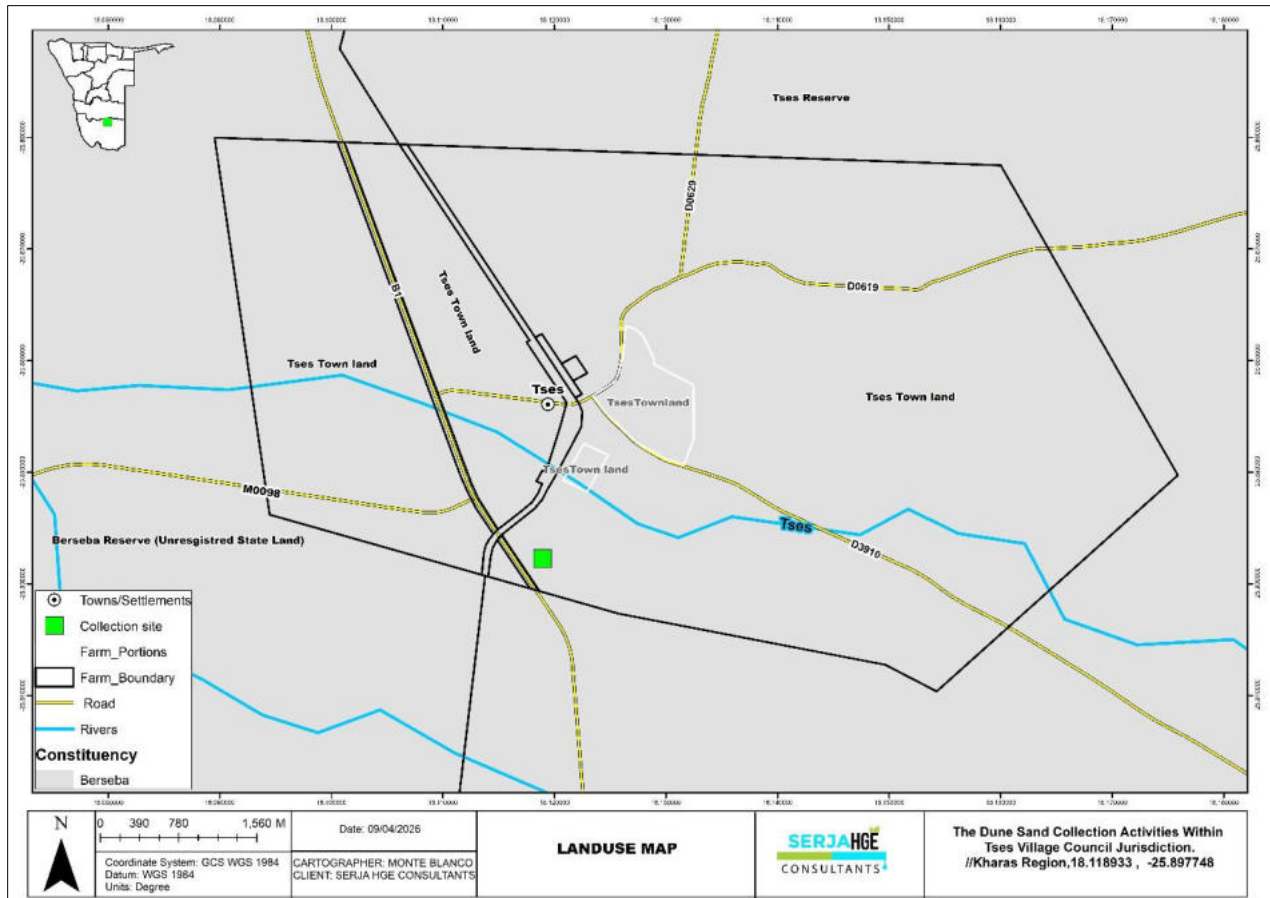 Tses Reserve
D0629
B1
Tses Town land
D0619
Tses Town land
Tses
TsesTownland
Tses Town land
TsesTown land
M0098
Tses
D3910
Berseba Reserve (Unregistred State Land)
Towns/Settlements
Collection site
Farm_Portions
Farm_Boundary
Road
Rivers
Constituency
Berseba
N
0 390 780 1,560 M
Coordinate System: GCS WGS 1984
Datum: WGS 1984
Units: Degree
Date: 09/04/2026
CARTOGRAPHER: MONTE BLANCO
CLIENT: SERJA HGE CONSULTANTS
LANDUSE MAP
SERJA HGE
CONSULTANTS
The Dune Sand Collection Activities Within
Tses Village Council Jurisdiction.
//Kharas Region,18.118933 , -25.897748